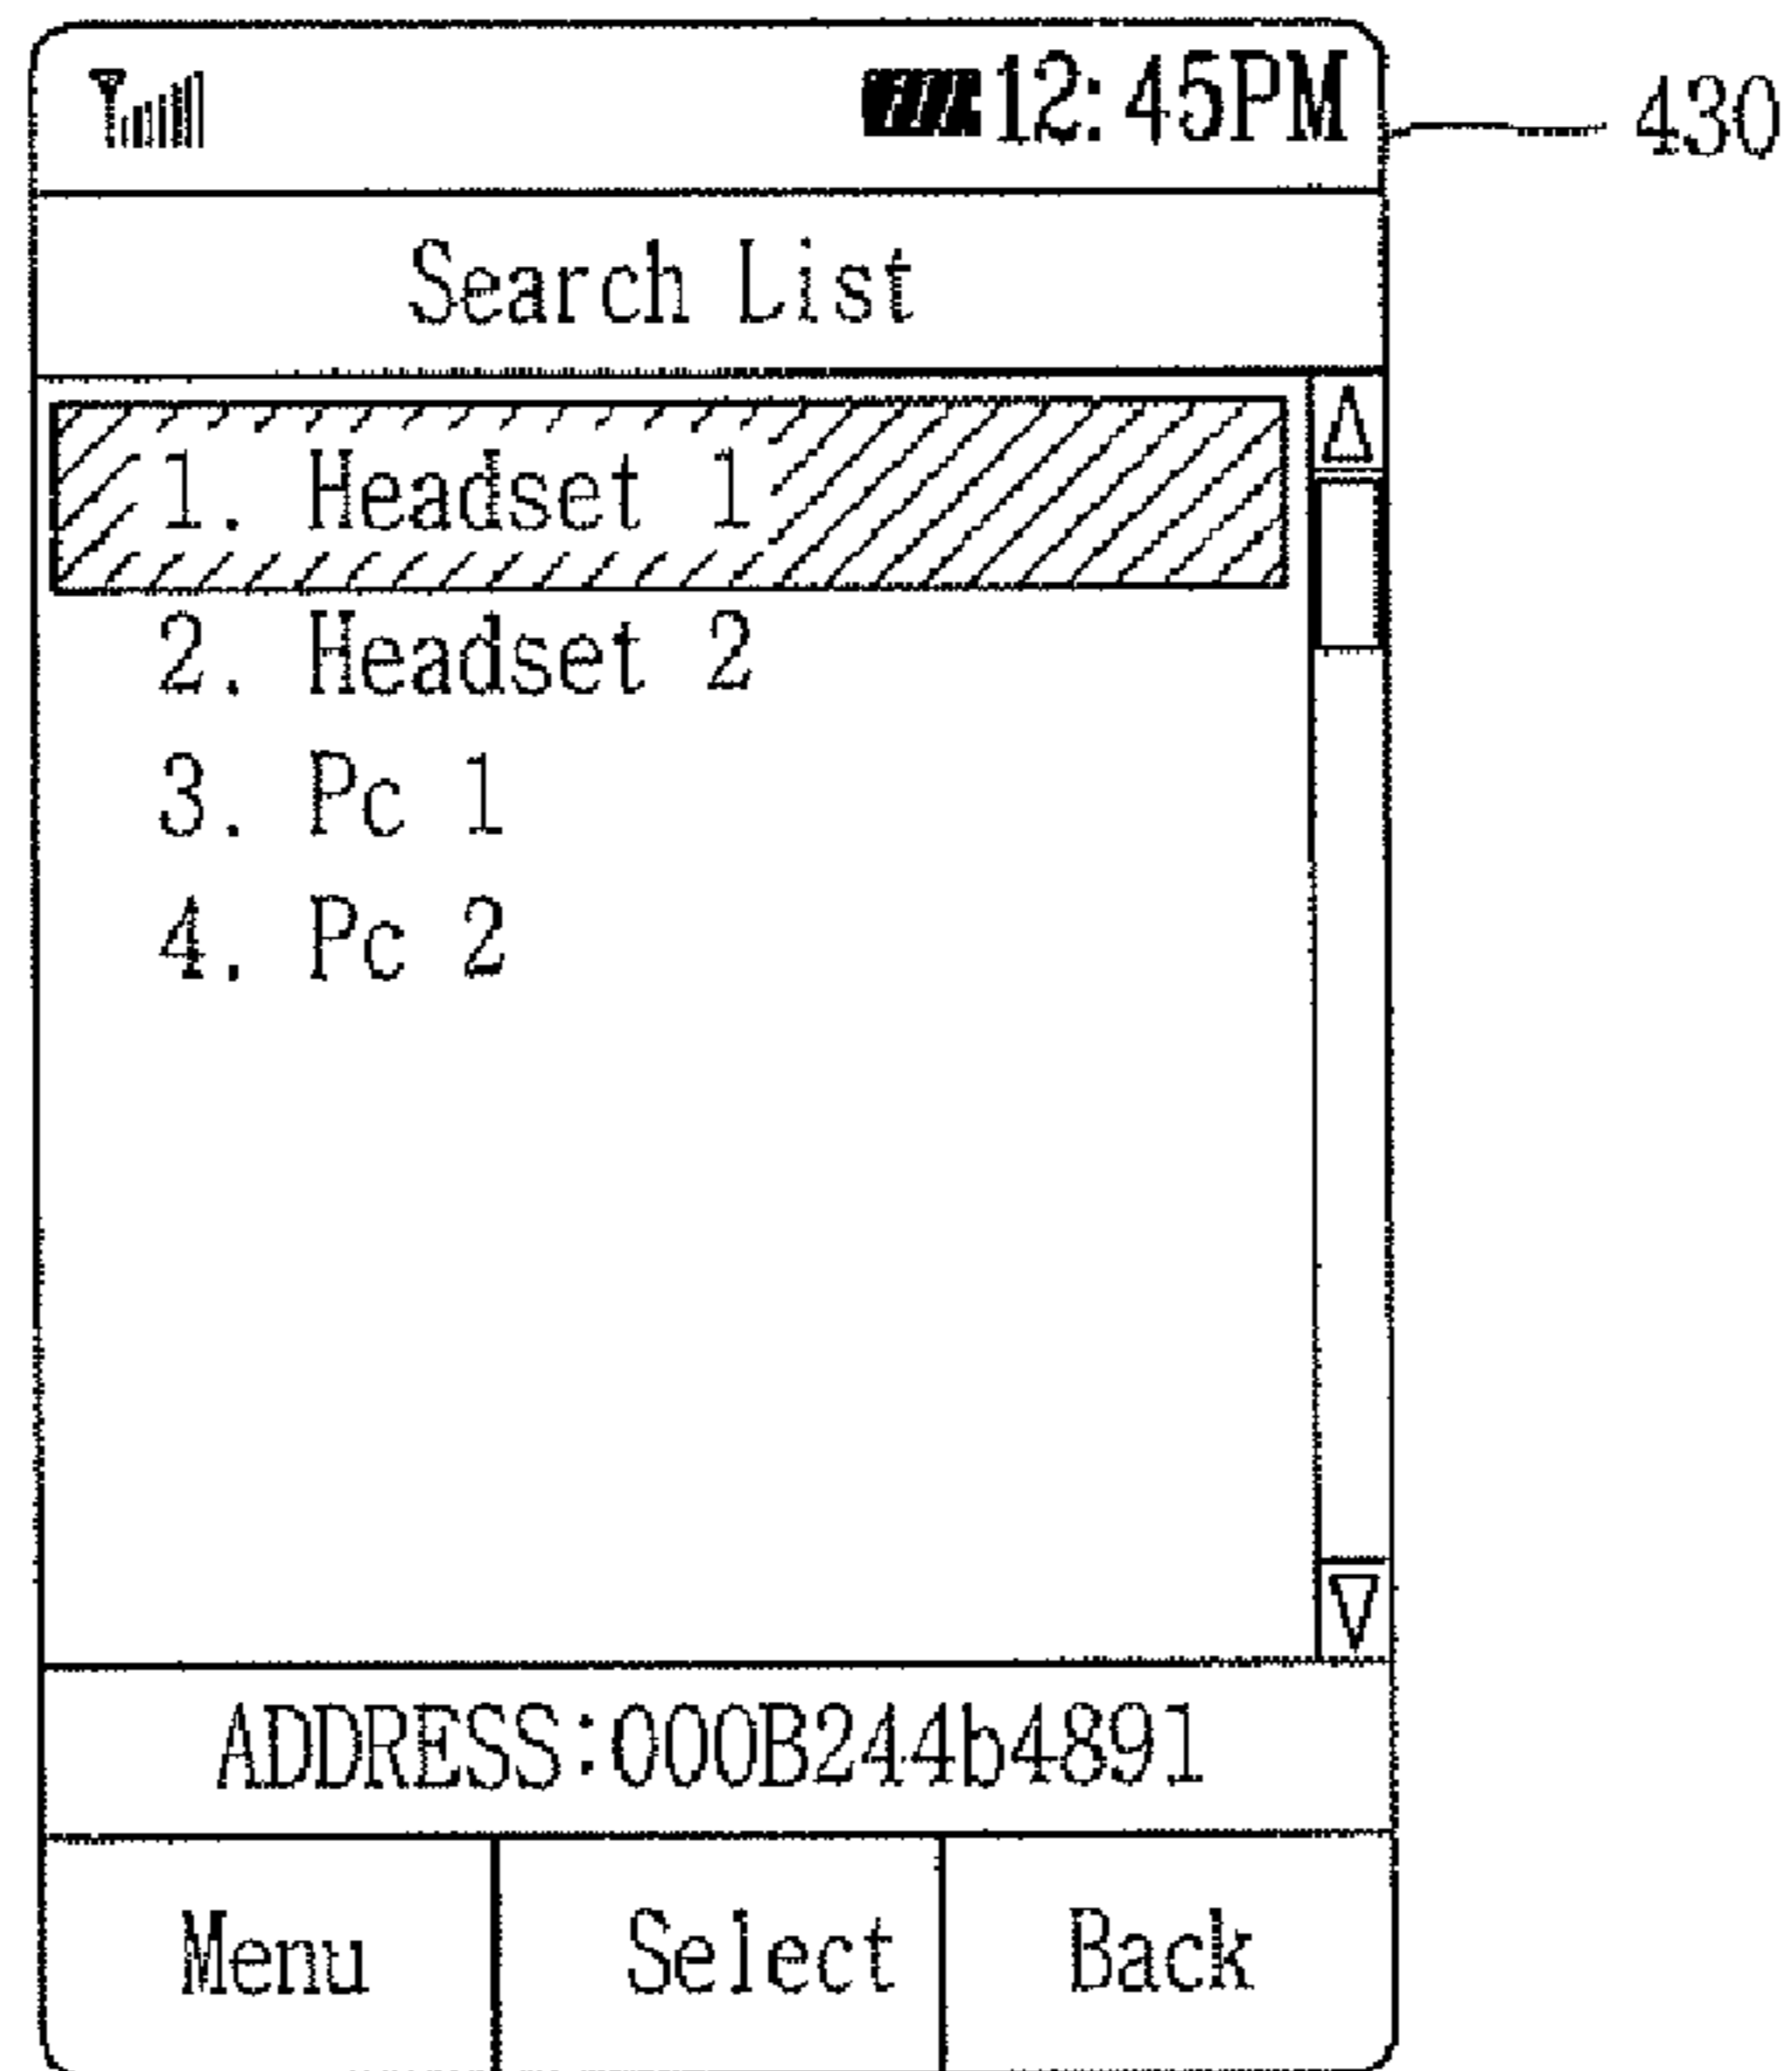 12:45PM
430
Search List
1. Headset 1
2. Headset 2
3. Pc 1
4. Pc 2
ADDRESS:000B244b4891
Menu Select Back